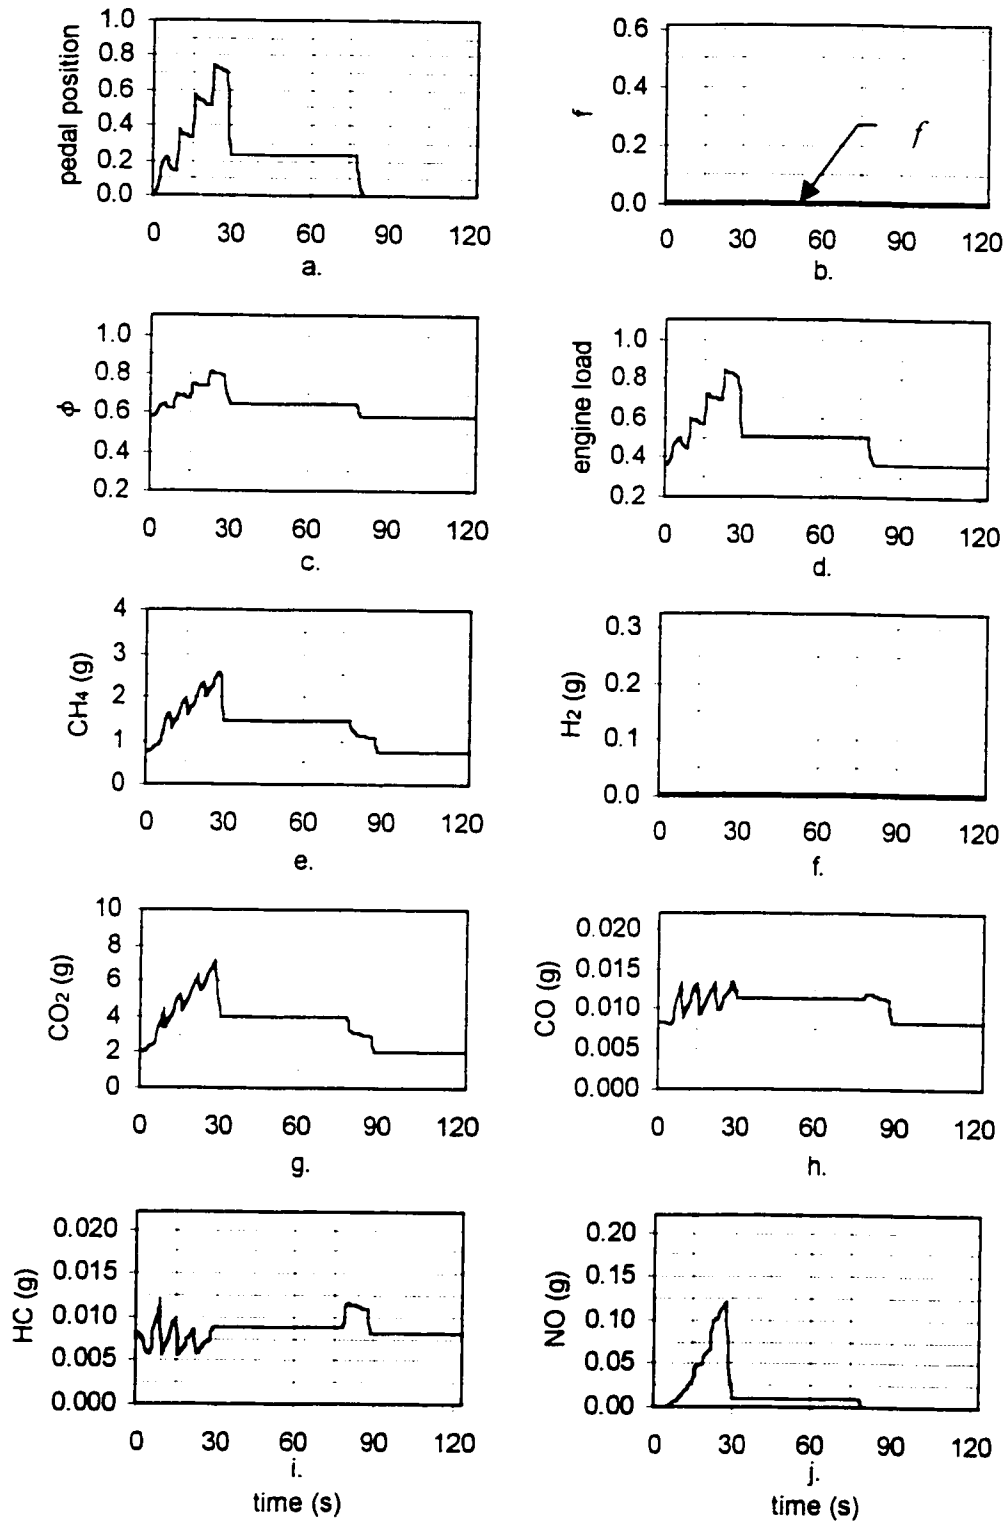 pedal position
1.0
0.8
0.6
0.4
0.2
0.0
0 30 60 90 120
a.
f
0.6
0.4
0.2
0.0
f
0 30 60 90 120
b.
ϕ
1.0
0.8
0.6
0.4
0.2
0 30 60 90 120
c.
engine load
1.0
0.8
0.6
0.4
0.2
0 30 60 90 120
d.
CH₄ (g)
4
3
2
1
0
0 30 60 90 120
e.
H₂ (g)
0.3
0.2
0.1
0.0
0 30 60 90 120
f.
CO₂ (g)
10
8
6
4
2
0
0 30 60 90 120
g.
CO (g)
0.020
0.015
0.010
0.005
0.000
0 30 60 90 120
h.
HC (g)
0.020
0.015
0.010
0.005
0.000
0 30 60 90 120
i.
time (s)
NO (g)
0.20
0.15
0.10
0.05
0.00
0 30 60 90 120
j.
time (s)